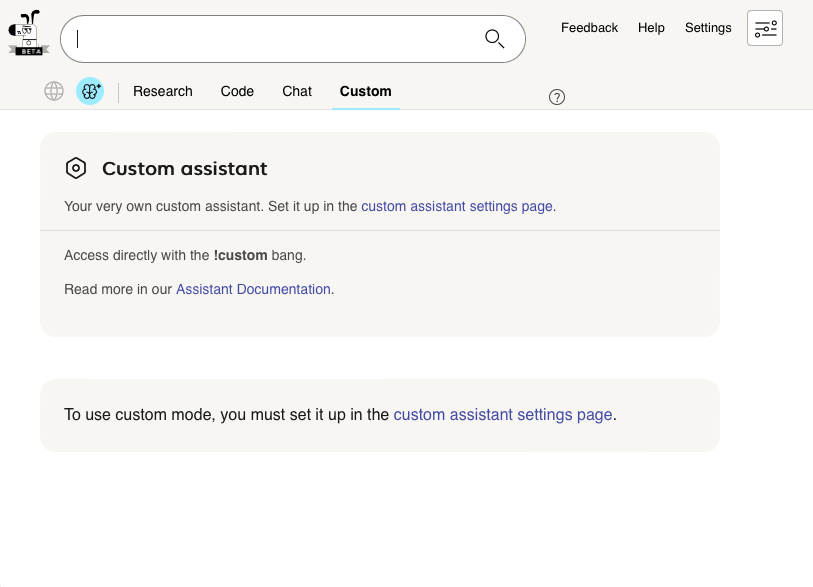 Feedback Help Settings
BETA
Research Code Chat Custom
Custom assistant
Your very own custom assistant. Set it up in the custom assistant settings page.
Access directly with the !custom bang.
Read more in our Assistant Documentation.
To use custom mode, you must set it up in the custom assistant settings page.